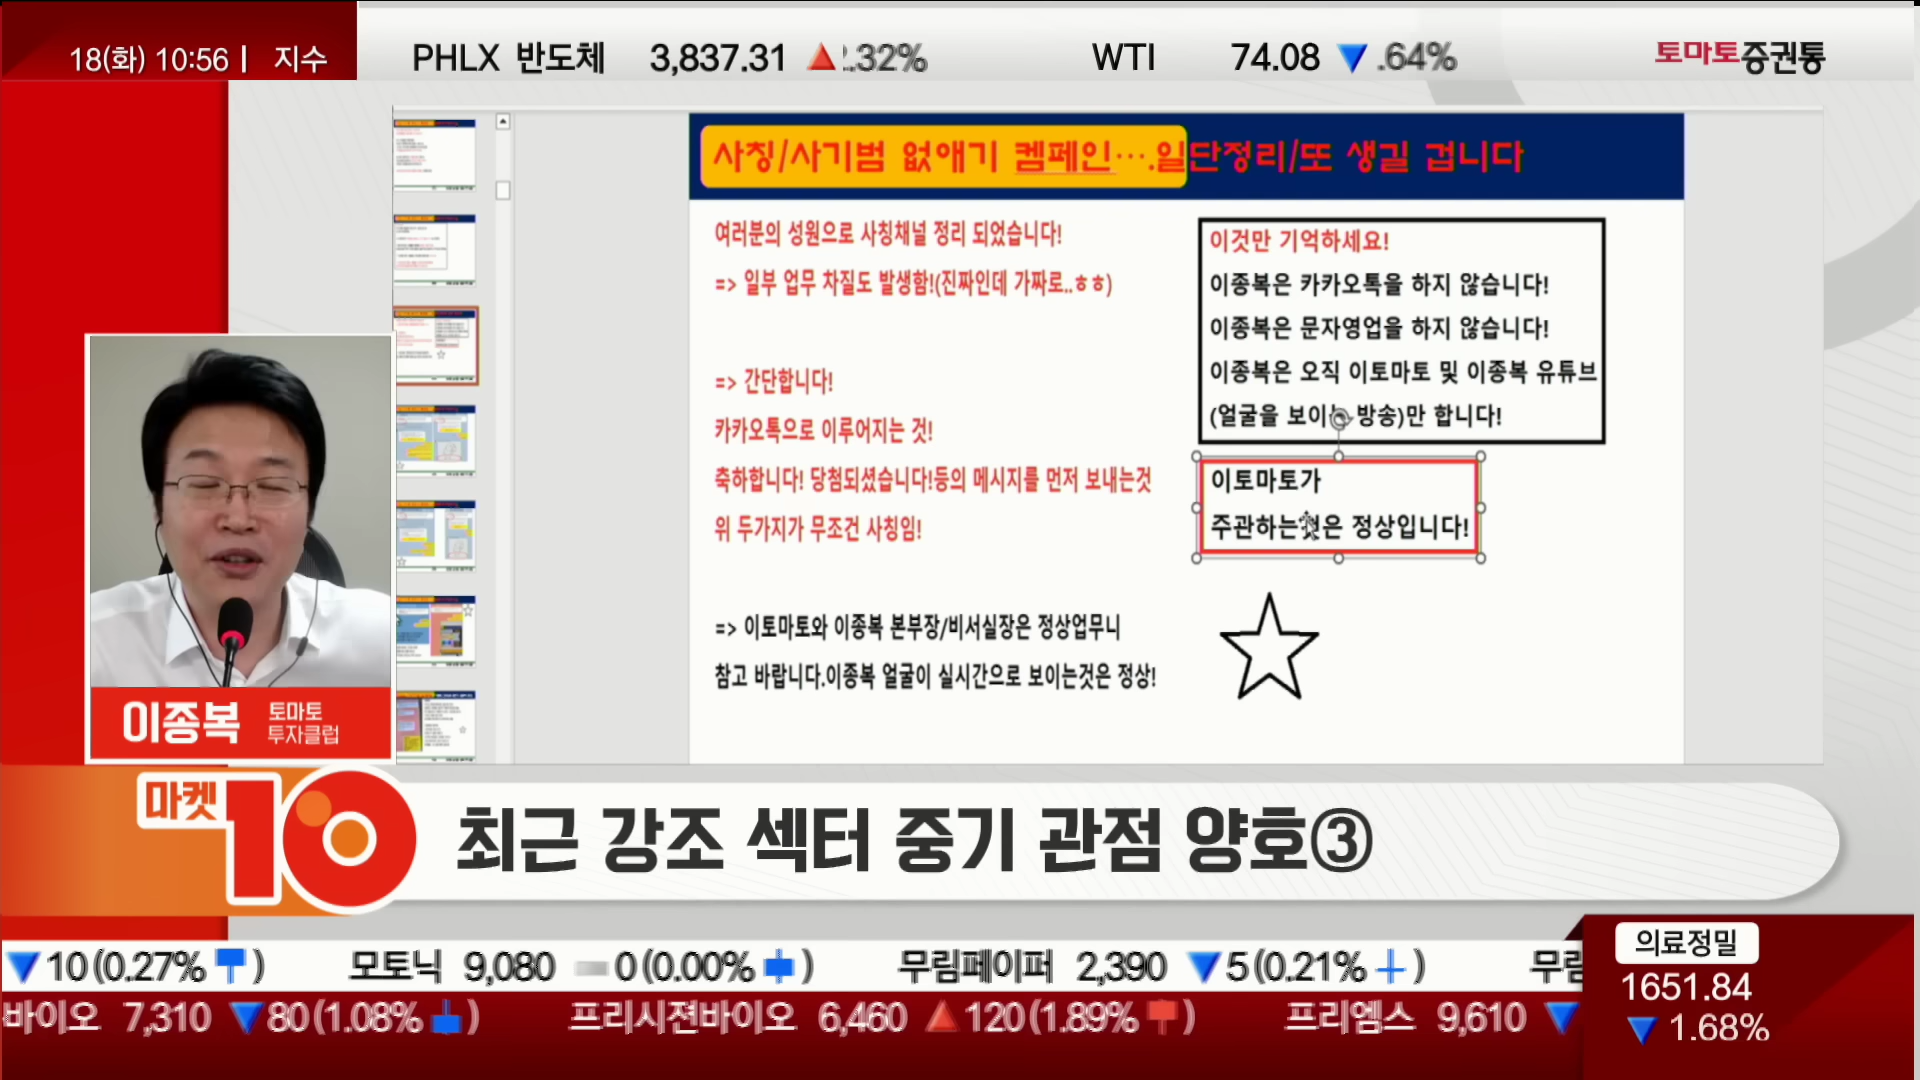 18(화) 10:56 | 지수
PHLX 반도체 3,837.31 ▲ .32%
WTI 74.08 ▼ .64%
토마토증권통
사칭/사기범 없애기 켐페인….일단정리/또 생길 겁니다
여러분의 성원으로 사칭채널 정리 되었습니다!
=> 일부 업무 차질도 발생함!(진짜인데 가짜로..ㅎㅎ)
=> 간단합니다!
카카오톡으로 이루어지는 것!
축하합니다! 당첨되셨습니다!등의 메시지를 먼저 보내는것
위 두가지가 무조건 사칭임!
=> 이토마토와 이종복 본부장/비서실장은 정상업무니
참고 바랍니다.이종복 얼굴이 실시간으로 보이는것은 정상!
이것만 기억하세요!
이종복은 카카오톡을 하지 않습니다!
이종복은 문자영업을 하지 않습니다!
이종복은 오직 이토마토 및 이종복 유튜브
(얼굴을 보이는 방송)만 합니다!
이토마토가
주관하는것은 정상입니다!
이종복 토마토
투자클럽
마켓
10
최근 강조 섹터 중기 관점 양호③
▼10(0.27% ) 모토닉 9,080 0(0.00% ) 무림페이퍼 2,390 ▼5(0.21% ) 무림
바이오 7,310 ▼80(1.08% ) 프리시젼바이오 6,460 ▲120(1.89% ) 프리엠스 9,610 ▼
의료정밀
1651.84
▼ 1.68%